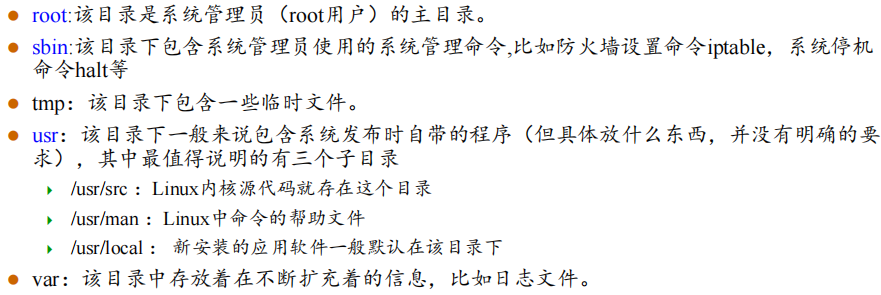 root:该目录是系统管理员（root用户）的主目录。
sbin:该目录下包含系统管理员使用的系统管理命令,比如防火墙设置命令iptable，系统停机
命令halt等
tmp：该目录下包含一些临时文件。
usr：该目录下一般来说包含系统发布时自带的程序（但具体放什么东西，并没有明确的要
求），其中最值得说明的有三个子目录
/usr/src ：Linux内核源代码就存在这个目录
/usr/man ：Linux中命令的帮助文件
/usr/local ： 新安装的应用软件一般默认在该目录下
var：该目录中存放着在不断扩充着的信息，比如日志文件。